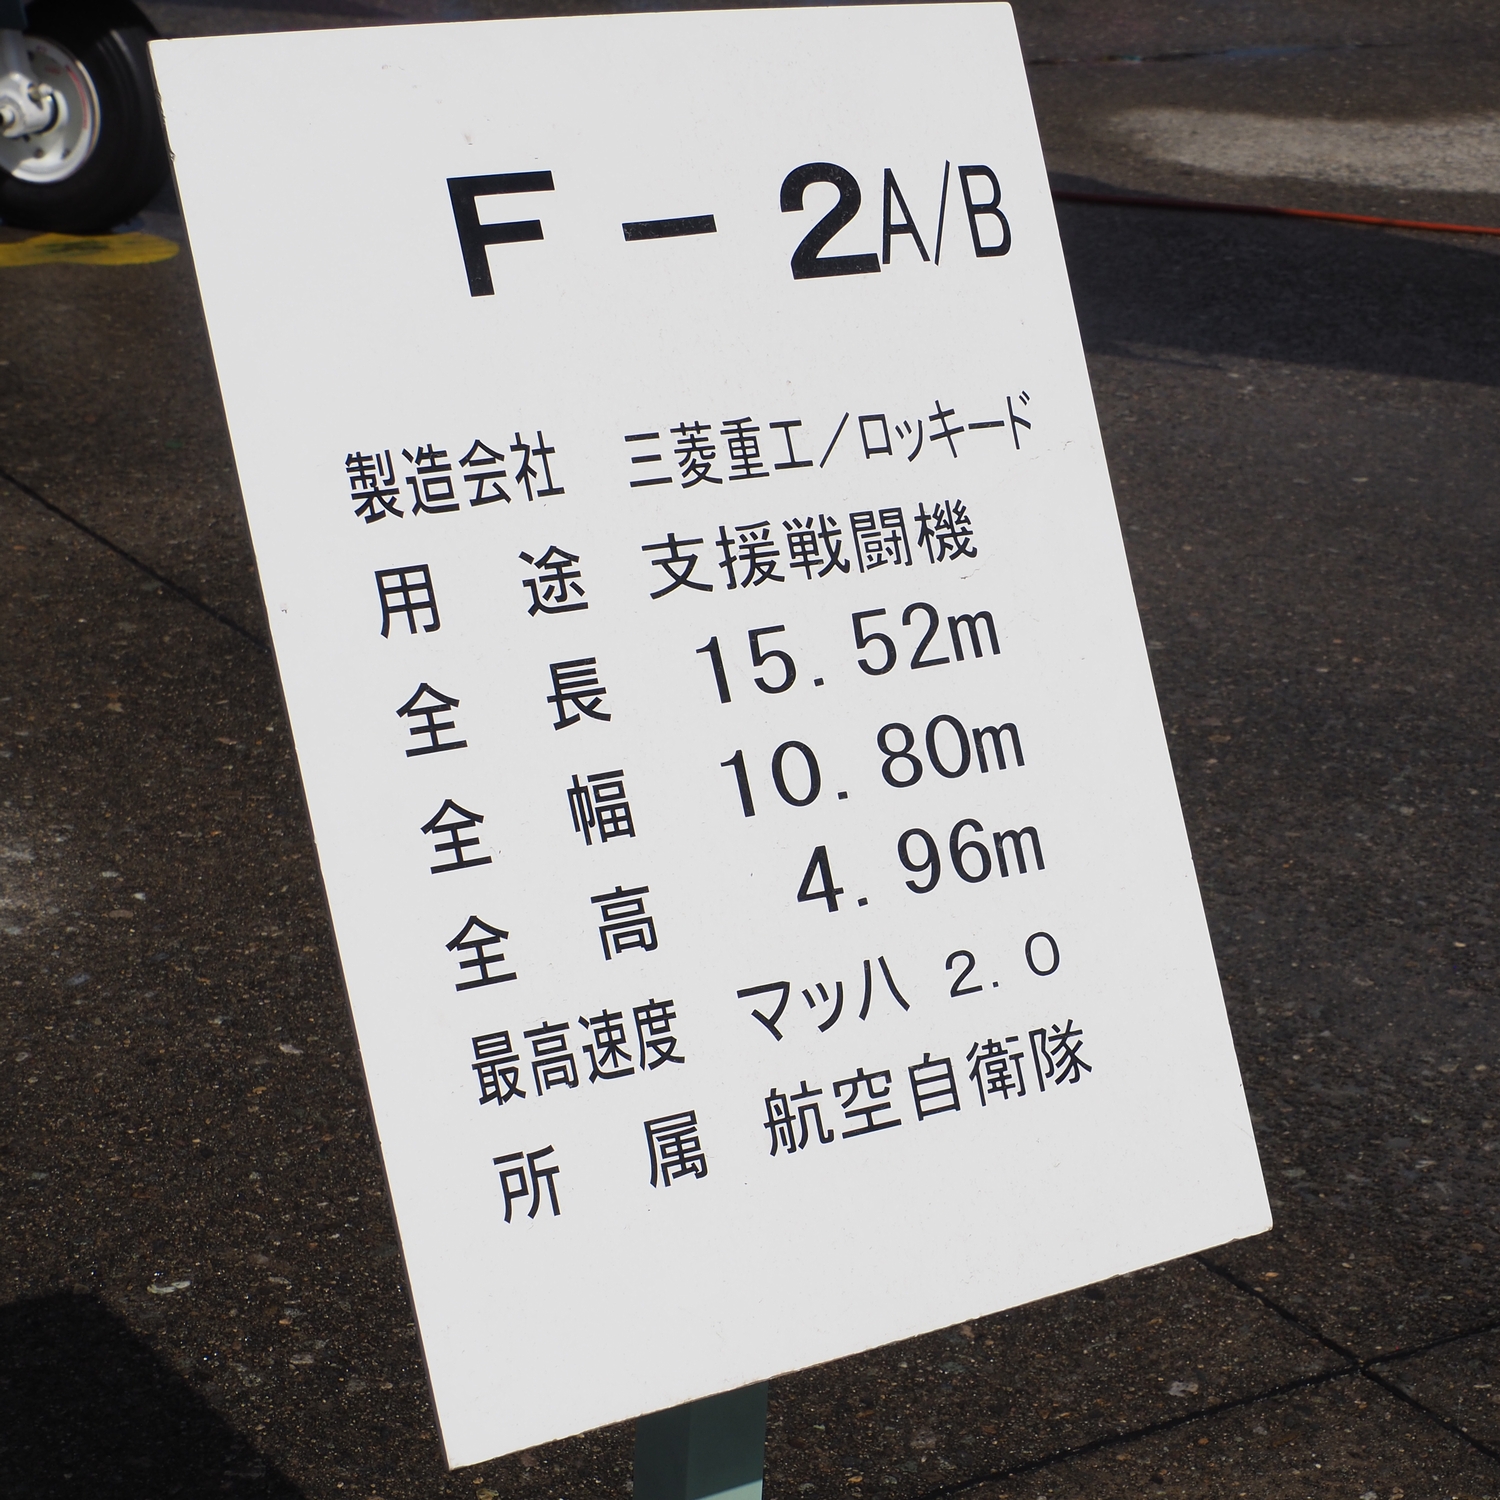 F－2A/B
製造会社　三菱重工／ロッキード
用　途　支援戦闘機
全　長　15．52m
全　幅　10．80m
全　高　4．96m
最高速度　マッハ　２．０
所　属　航空自衛隊